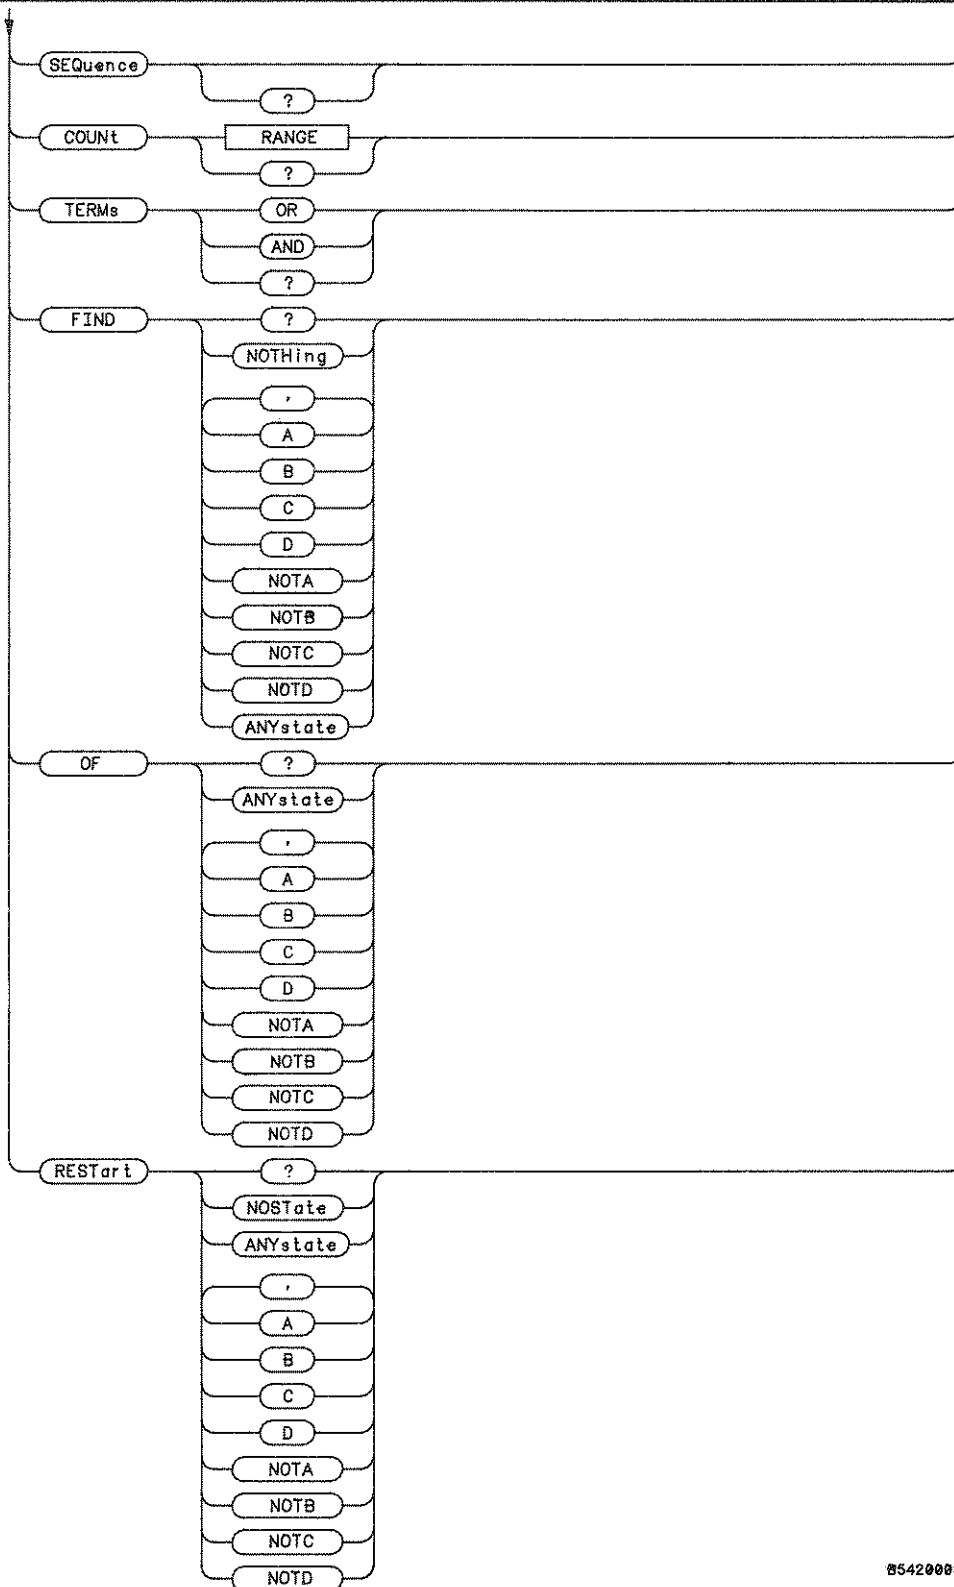 SEQuence
?
COUNt RANGE
?
TERMs OR
AND
?
FIND ?
NOTHing
,
A
B
C
D
NOTA
NOTB
NOTC
NOTD
ANYstate
OF ?
ANYstate
,
A
B
C
D
NOTA
NOTB
NOTC
NOTD
RESTart ?
NOSTate
ANYstate
,
A
B
C
D
NOTA
NOTB
NOTC
NOTD